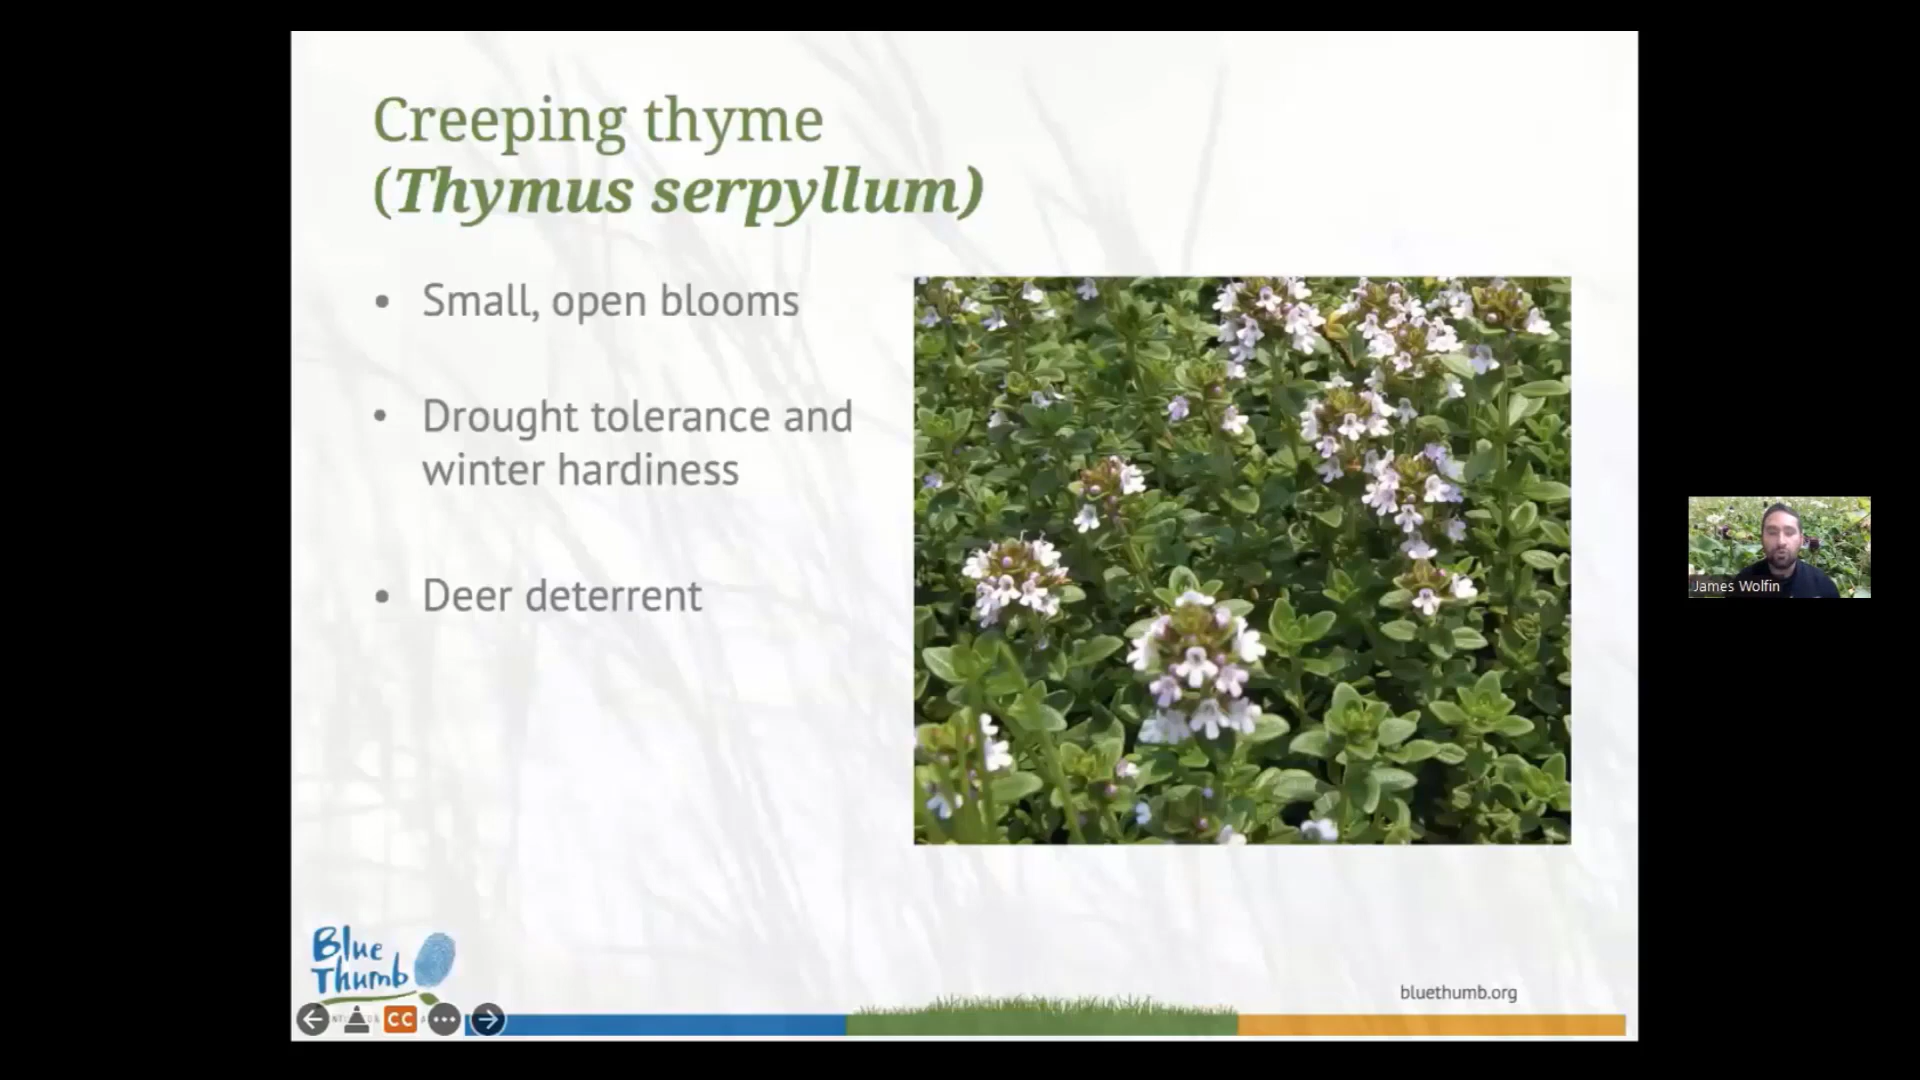 Creeping thyme
(Thymus serpyllum)
• Small, open blooms
• Drought tolerance and
winter hardiness
• Deer deterrent
James Wolfin
Blue
Thumb
bluethumb.org
CC